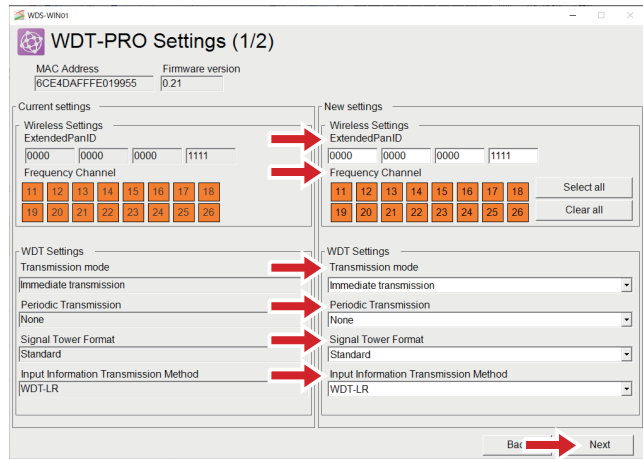 WDS-WIN01
WDT-PRO Settings (1/2)
MAC Address Firmware version
6CE4DAFFFE019955 0.21
Current settings
Wireless Settings
ExtendedPanID
0000 0000 0000 1111
Frequency Channel
11 12 13 14 15 16 17 18
19 20 21 22 23 24 25 26
WDT Settings
Transmission mode
Immediate transmission
Periodic Transmission
None
Signal Tower Format
Standard
Input Information Transmission Method
WDT-LR
New settings
Wireless Settings
ExtendedPanID
0000 0000 0000 1111
Frequency Channel
11 12 13 14 15 16 17 18 Select all
19 20 21 22 23 24 25 26 Clear all
WDT Settings
Transmission mode
Immediate transmission
Periodic Transmission
None
Signal Tower Format
Standard
Input Information Transmission Method
WDT-LR
Next